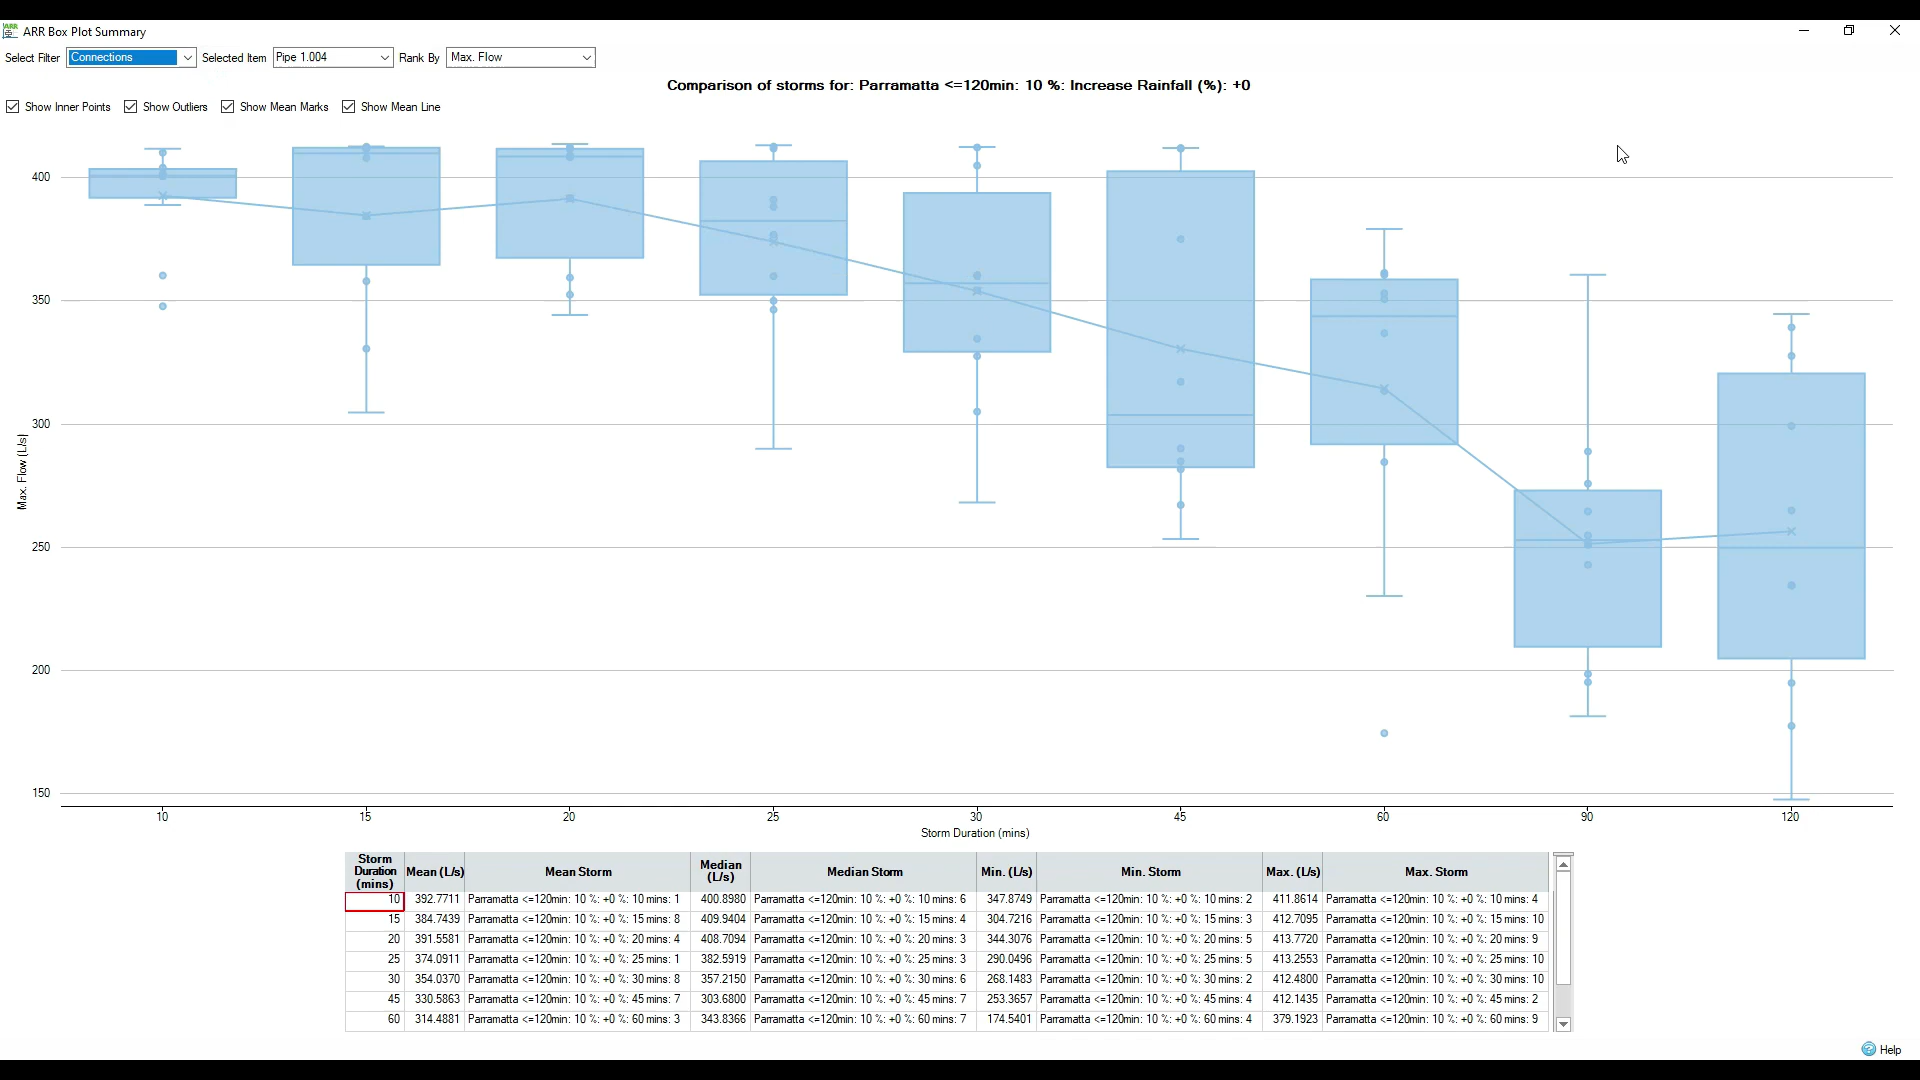 ARR Box Plot Summary
Select Filter Connections Selected Item Pipe 1.004 Rank By Max. Flow
Comparison of storms for: Parramatta <=120min: 10 %: Increase Rainfall (%): +0
Show Inner Points Show Outliers Show Mean Marks Show Mean Line
400
350
300
250
200
150
Max. Flow (L/s)
10 15 20 25 30 45 60 90 120
Storm Duration (mins)
Storm Duration (mins) Mean (L/s) Mean Storm Median (L/s) Median Storm Min. (L/s) Min. Storm Max. (L/s) Max. Storm
10 392.7711 Parramatta <=120min: 10 %: +0 %: 10 mins: 1 400.8980 Parramatta <=120min: 10 %: +0 %: 10 mins: 6 347.8749 Parramatta <=120min: 10 %: +0 %: 10 mins: 2 411.8614 Parramatta <=120min: 10 %: +0 %: 10 mins: 4
15 384.7439 Parramatta <=120min: 10 %: +0 %: 15 mins: 8 409.9404 Parramatta <=120min: 10 %: +0 %: 15 mins: 4 304.7216 Parramatta <=120min: 10 %: +0 %: 15 mins: 3 412.7095 Parramatta <=120min: 10 %: +0 %: 15 mins: 10
20 391.5581 Parramatta <=120min: 10 %: +0 %: 20 mins: 4 408.7094 Parramatta <=120min: 10 %: +0 %: 20 mins: 3 344.3076 Parramatta <=120min: 10 %: +0 %: 20 mins: 5 413.7720 Parramatta <=120min: 10 %: +0 %: 20 mins: 9
25 374.0911 Parramatta <=120min: 10 %: +0 %: 25 mins: 1 382.5919 Parramatta <=120min: 10 %: +0 %: 25 mins: 3 290.0496 Parramatta <=120min: 10 %: +0 %: 25 mins: 5 413.2553 Parramatta <=120min: 10 %: +0 %: 25 mins: 10
30 354.0370 Parramatta <=120min: 10 %: +0 %: 30 mins: 8 357.2150 Parramatta <=120min: 10 %: +0 %: 30 mins: 6 268.1483 Parramatta <=120min: 10 %: +0 %: 30 mins: 2 412.4800 Parramatta <=120min: 10 %: +0 %: 30 mins: 10
45 330.5863 Parramatta <=120min: 10 %: +0 %: 45 mins: 7 303.6800 Parramatta <=120min: 10 %: +0 %: 45 mins: 7 253.3657 Parramatta <=120min: 10 %: +0 %: 45 mins: 4 412.1435 Parramatta <=120min: 10 %: +0 %: 45 mins: 2
60 314.4881 Parramatta <=120min: 10 %: +0 %: 60 mins: 3 343.8366 Parramatta <=120min: 10 %: +0 %: 60 mins: 7 174.5401 Parramatta <=120min: 10 %: +0 %: 60 mins: 4 379.1923 Parramatta <=120min: 10 %: +0 %: 60 mins: 9
Help